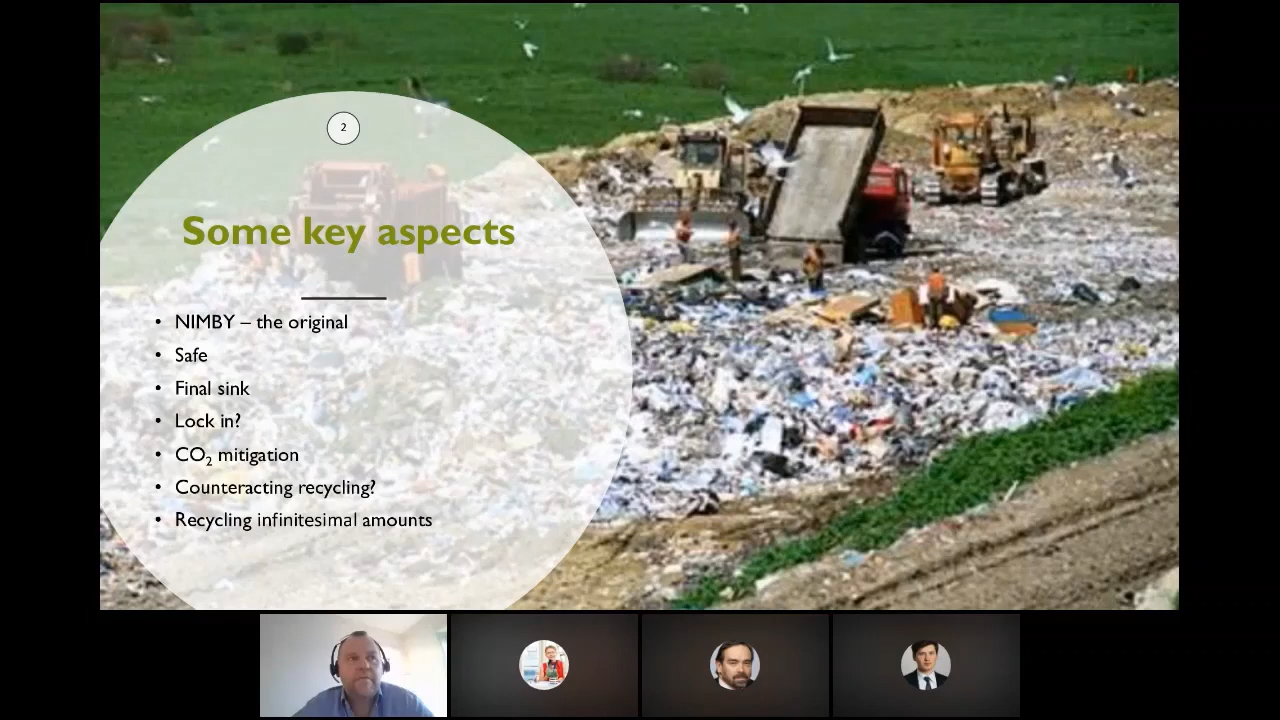 2
Some key aspects
• NIMBY – the original
• Safe
• Final sink
• Lock in?
• CO₂ mitigation
• Counteracting recycling?
• Recycling infinitesimal amounts